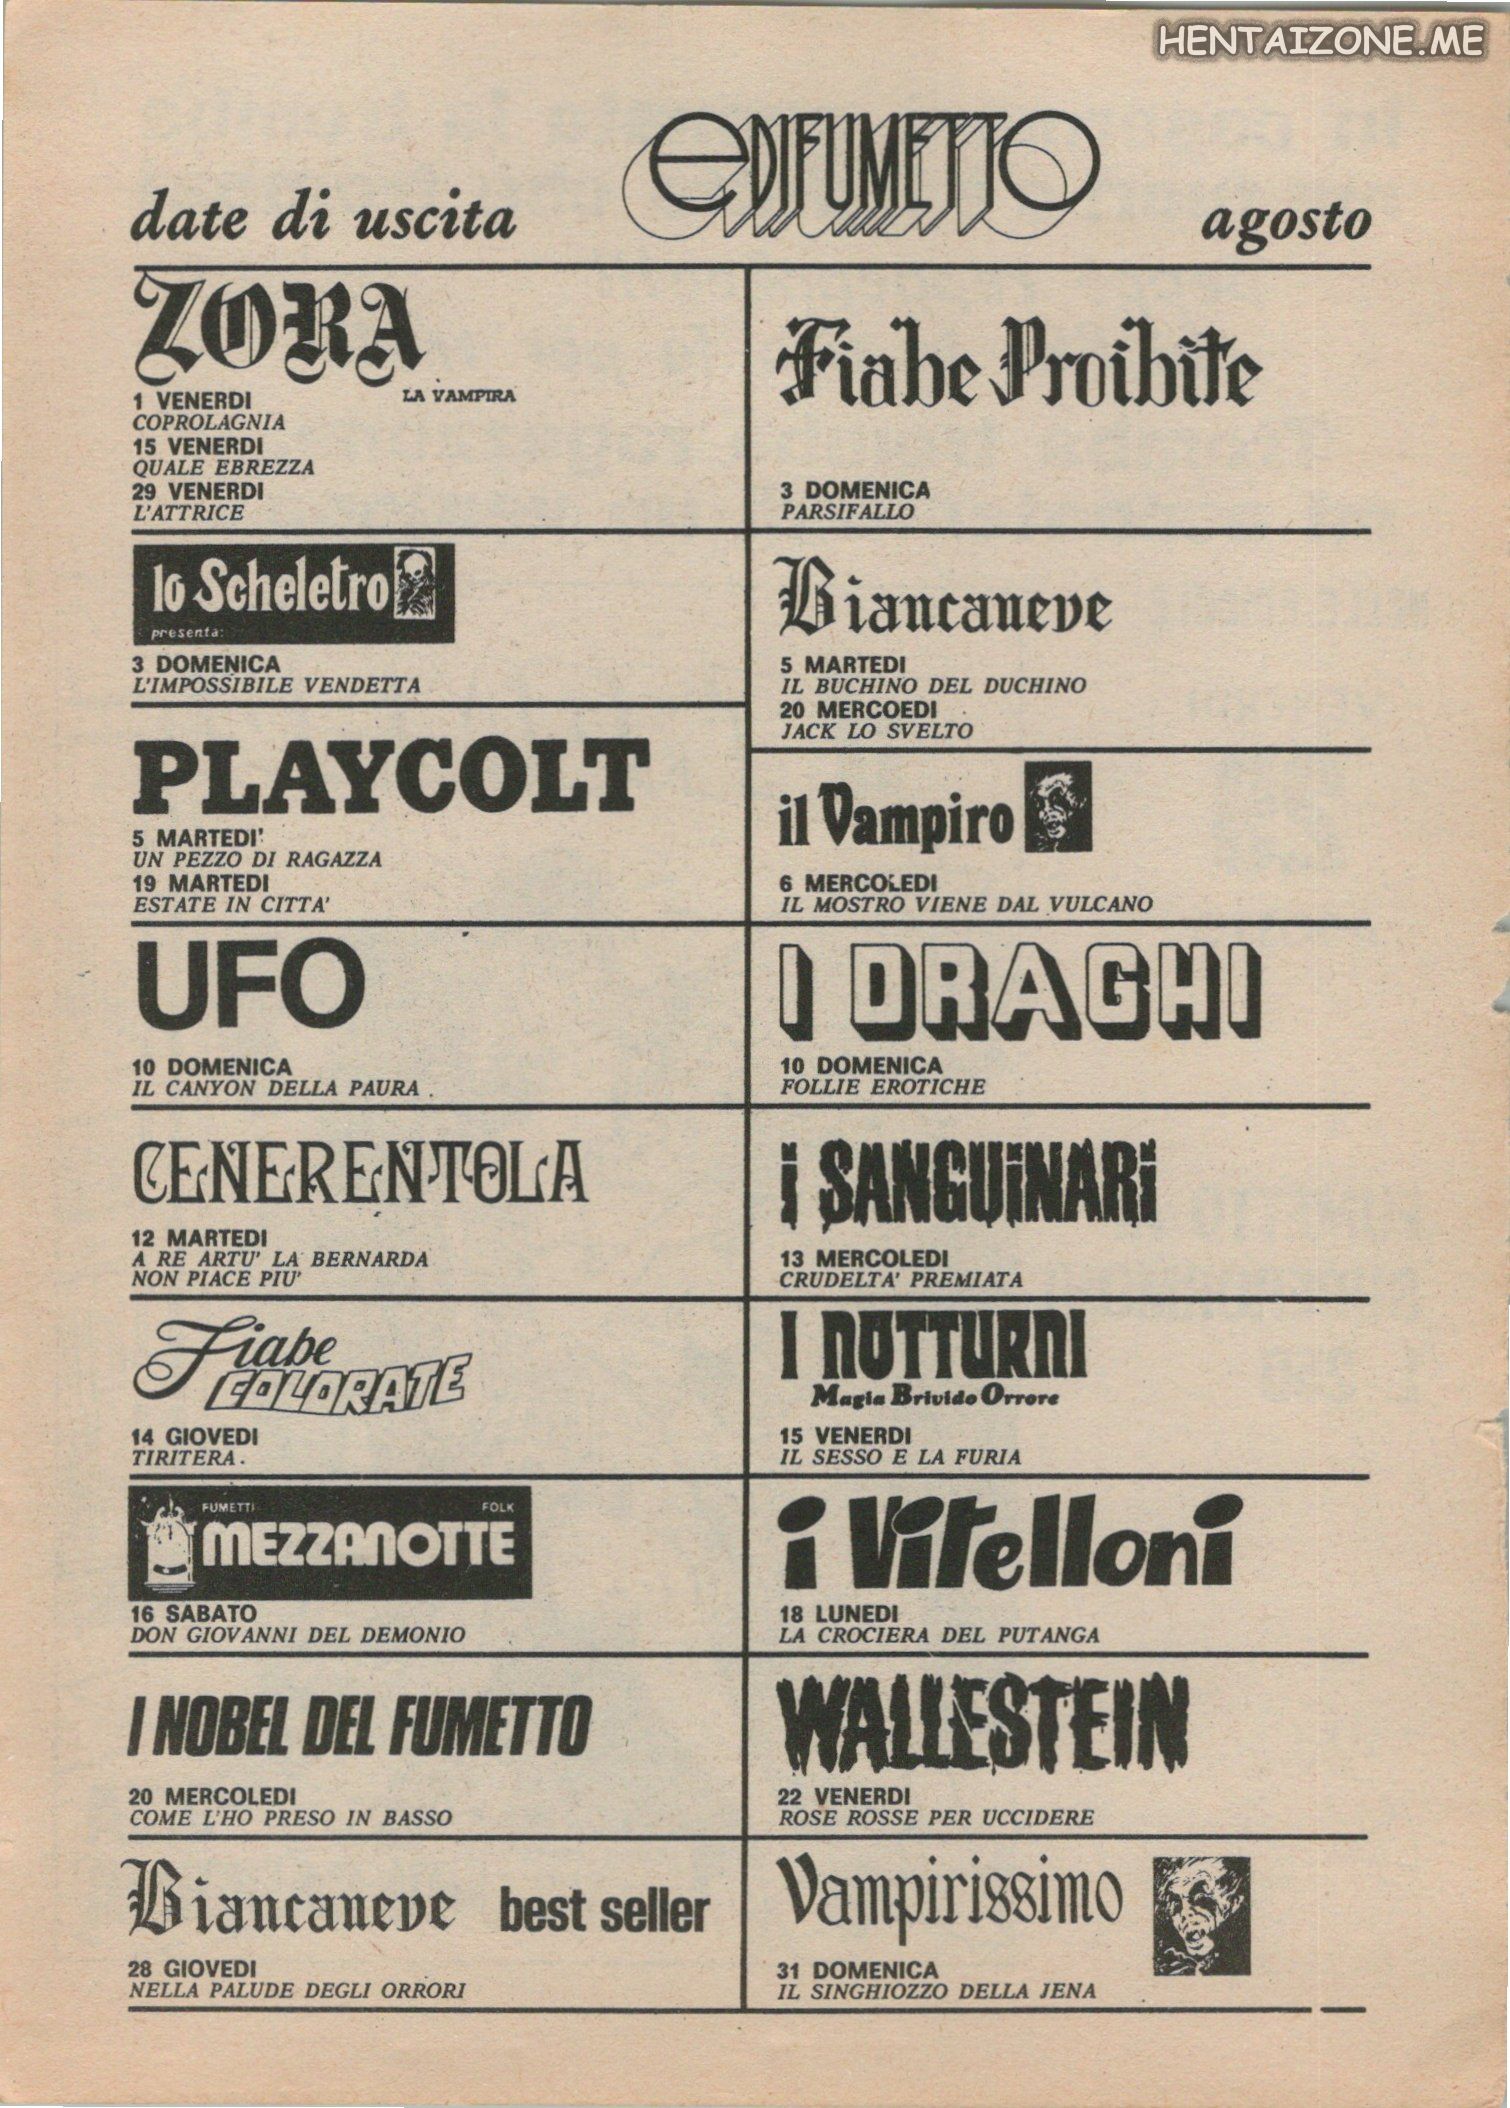 HENTAIZONE.ME
date di uscita
EDIFUMETTO
agosto
ZORA
LA VAMPIRA
1 VENERDI
COPROLAGNIA
15 VENERDI
QUALE EBREZZA
29 VENERDI
L'ATTRICE
lo Scheletro
presenta:
3 DOMENICA
L'IMPOSSIBILE VENDETTA
PLAYCOLT
5 MARTEDI'
UN PEZZO DI RAGAZZA
19 MARTEDI
ESTATE IN CITTA'
UFO
10 DOMENICA
IL CANYON DELLA PAURA .
CENERENTOLA
12 MARTEDI
A RE ARTU' LA BERNARDA
NON PIACE PIU'
Fiabe
COLORATE
14 GIOVEDI
TIRITERA .
FUMETTI FOLK
MEZZANOTTE
16 SABATO
DON GIOVANNI DEL DEMONIO
I NOBEL DEL FUMETTO
20 MERCOLEDI
COME L'HO PRESO IN BASSO
Biancaneve best seller
28 GIOVEDI
NELLA PALUDE DEGLI ORRORI
Fiabe Proibite
3 DOMENICA
PARSIFALLO
Biancaneve
5 MARTEDI
IL BUCHINO DEL DUCHINO
20 MERCOEDI
JACK LO SVELTO
il Vampiro
6 MERCOLEDI
IL MOSTRO VIENE DAL VULCANO
I DRAGHI
10 DOMENICA
FOLLIE EROTICHE
i SANGUiNARi
13 MERCOLEDI
CRUDELTA' PREMIATA
I NOTTURNI
Magia Brivido Orrore
15 VENERDI
IL SESSO E LA FURIA
i Vitelloni
18 LUNEDI
LA CROCIERA DEL PUTANGA
WALLESTEIN
22 VENERDI
ROSE ROSSE PER UCCIDERE
Vampirissimo
31 DOMENICA
IL SINGHIOZZO DELLA JENA